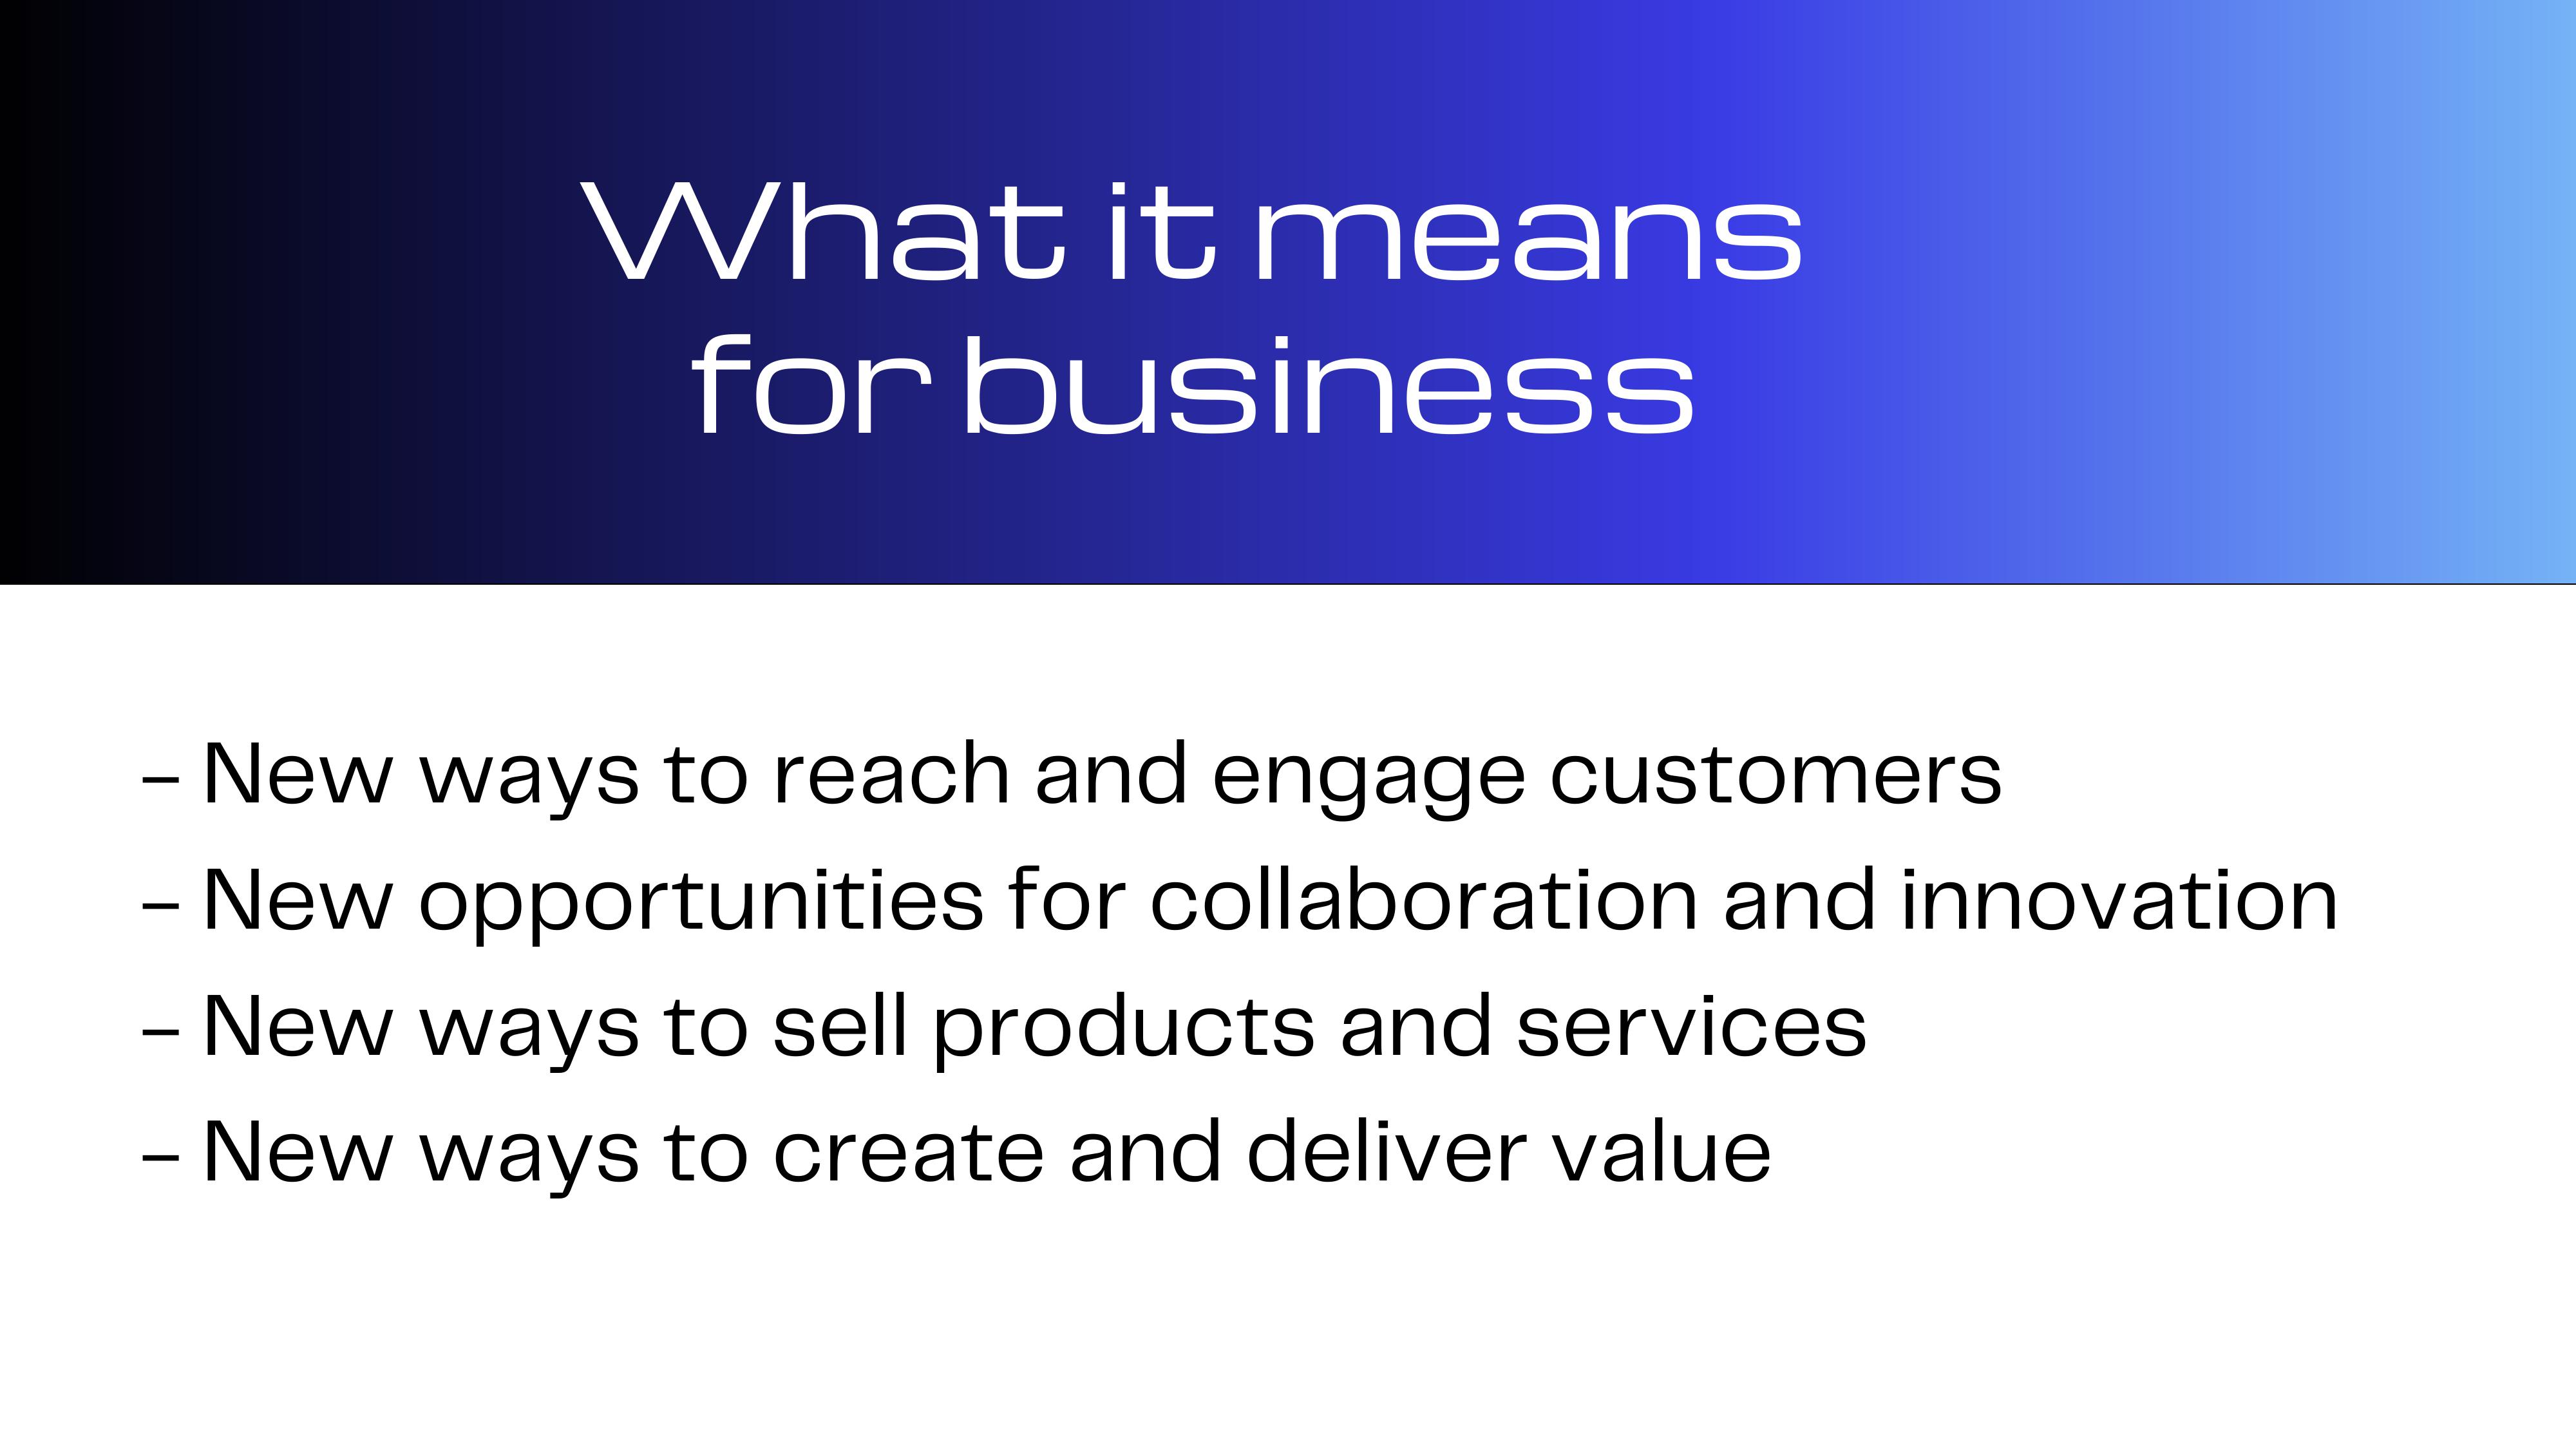 What it means
for business
- New ways to reach and engage customers
- New opportunities for collaboration and innovation
- New ways to sell products and services
- New ways to create and deliver value